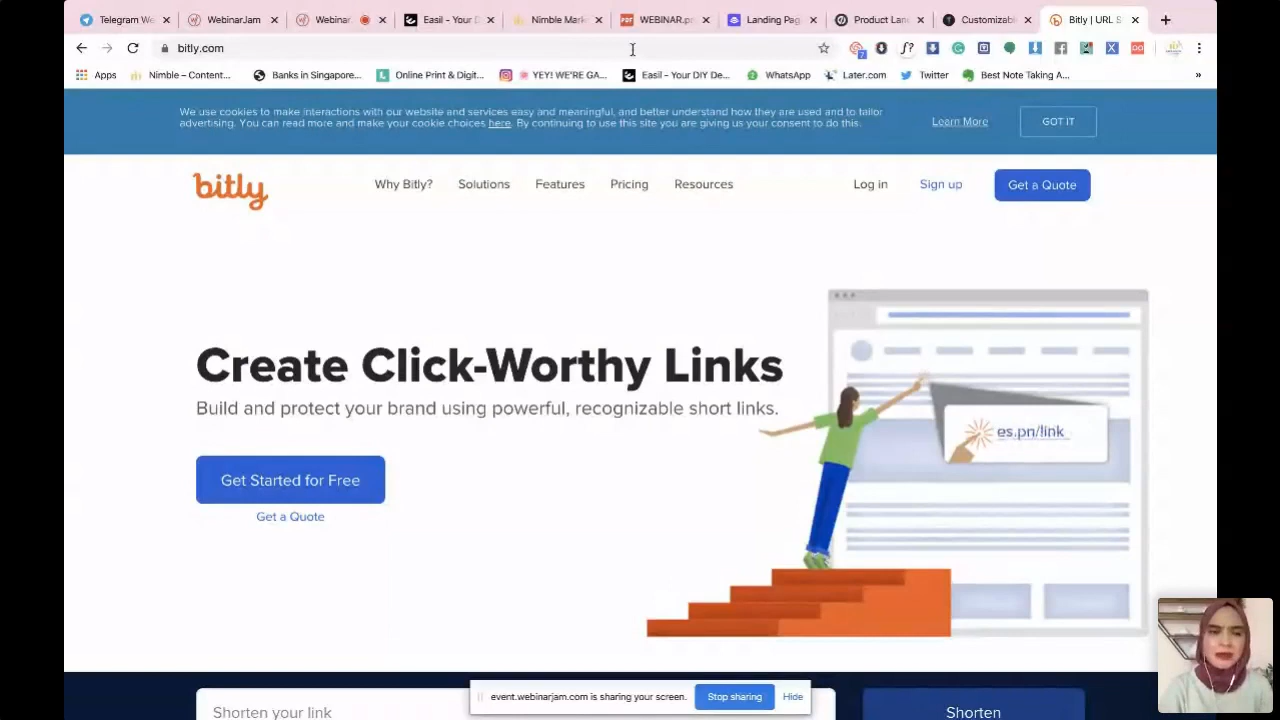 Telegram We
WebinarJam
Webinar
Easil - Your D
Nimble Mark
WEBINAR.p
Landing Pag
Product Lan
Customizabl
Bitly | URL S
bitly.com
Apps
Nimble – Content...
Banks in Singapore...
Online Print & Digit...
YEY! WE'RE GA...
Easil - Your DIY De...
WhatsApp
Later.com
Twitter
Best Note Taking A...
»
We use cookies to make interactions with our website and services easy and meaningful, and better understand how they are used and to tailor
advertising. You can read more and make your cookie choices here. By continuing to use this site you are giving us your consent to do this.
Learn More
GOT IT
bitly
Why Bitly?
Solutions
Features
Pricing
Resources
Log in
Sign up
Get a Quote
Create Click-Worthy Links
Build and protect your brand using powerful, recognizable short links.
es.pn/link
Get Started for Free
Get a Quote
event.webinarjam.com is sharing your screen.
Stop sharing
Hide
Shorten your link
Shorten